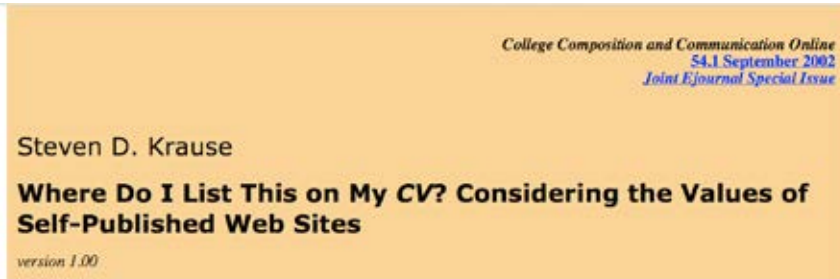 College Composition and Communication Online
54.1 September 2002
Joint Ejournal Special Issue
Steven D. Krause
Where Do I List This on My CV? Considering the Values of
Self-Published Web Sites
version 1.00